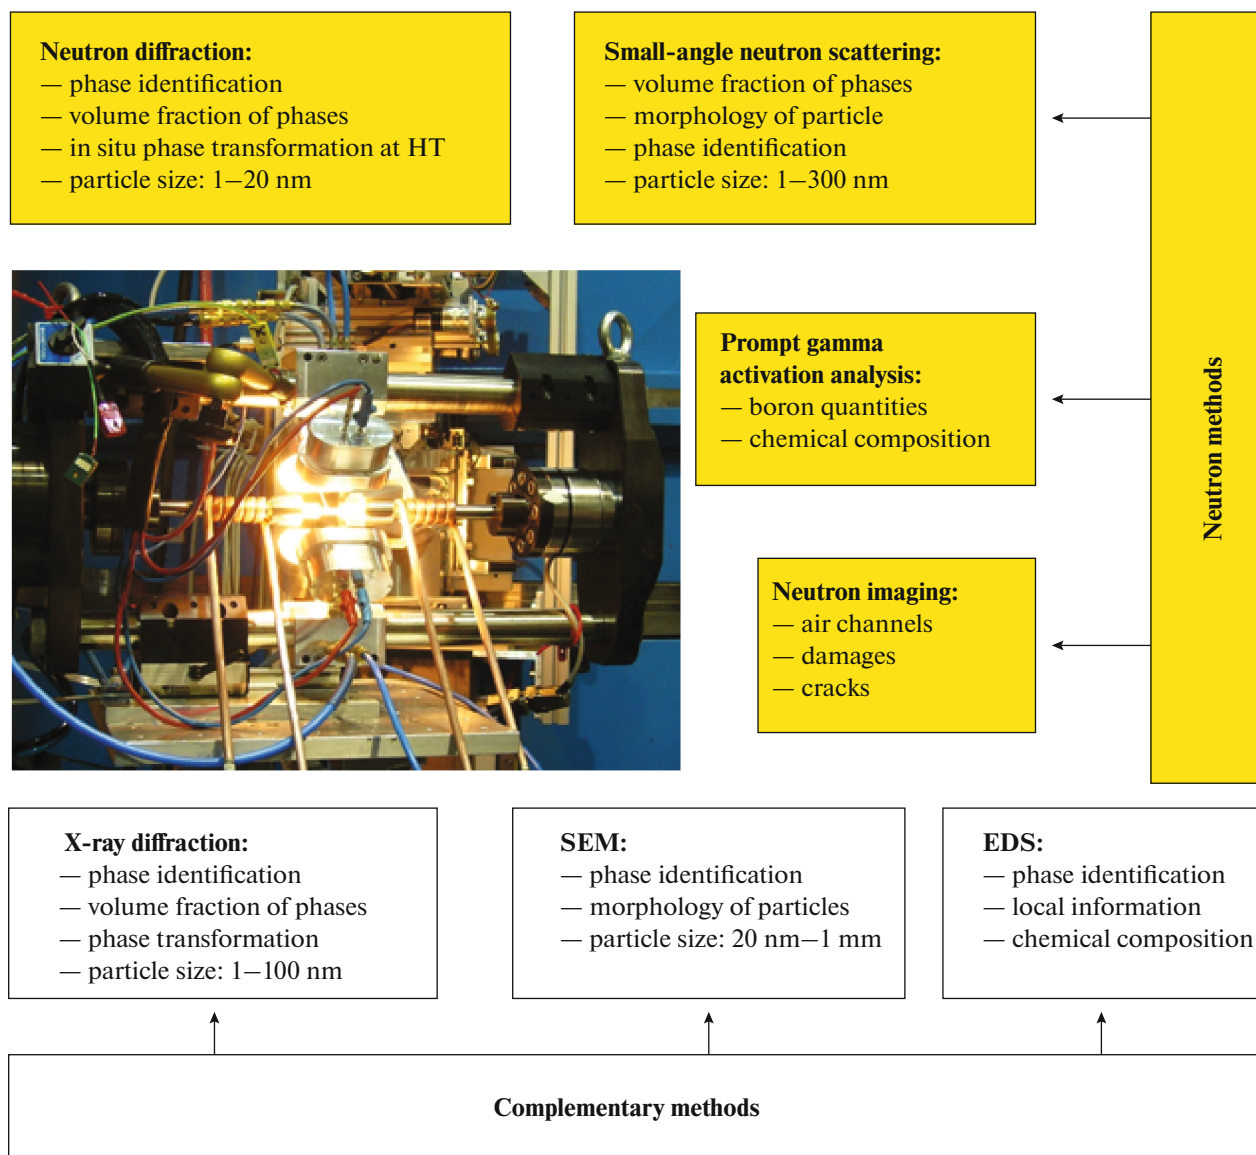 Neutron diffraction:
— phase identification
— volume fraction of phases
— in situ phase transformation at HT
— particle size: 1–20 nm
Small-angle neutron scattering:
— volume fraction of phases
— morphology of particle
— phase identification
— particle size: 1–300 nm
Prompt gamma
activation analysis:
— boron quantities
— chemical composition
Neutron imaging:
— air channels
— damages
— cracks
Neutron methods
X-ray diffraction:
— phase identification
— volume fraction of phases
— phase transformation
— particle size: 1–100 nm
SEM:
— phase identification
— morphology of particles
— particle size: 20 nm–1 mm
EDS:
— phase identification
— local information
— chemical composition
Complementary methods